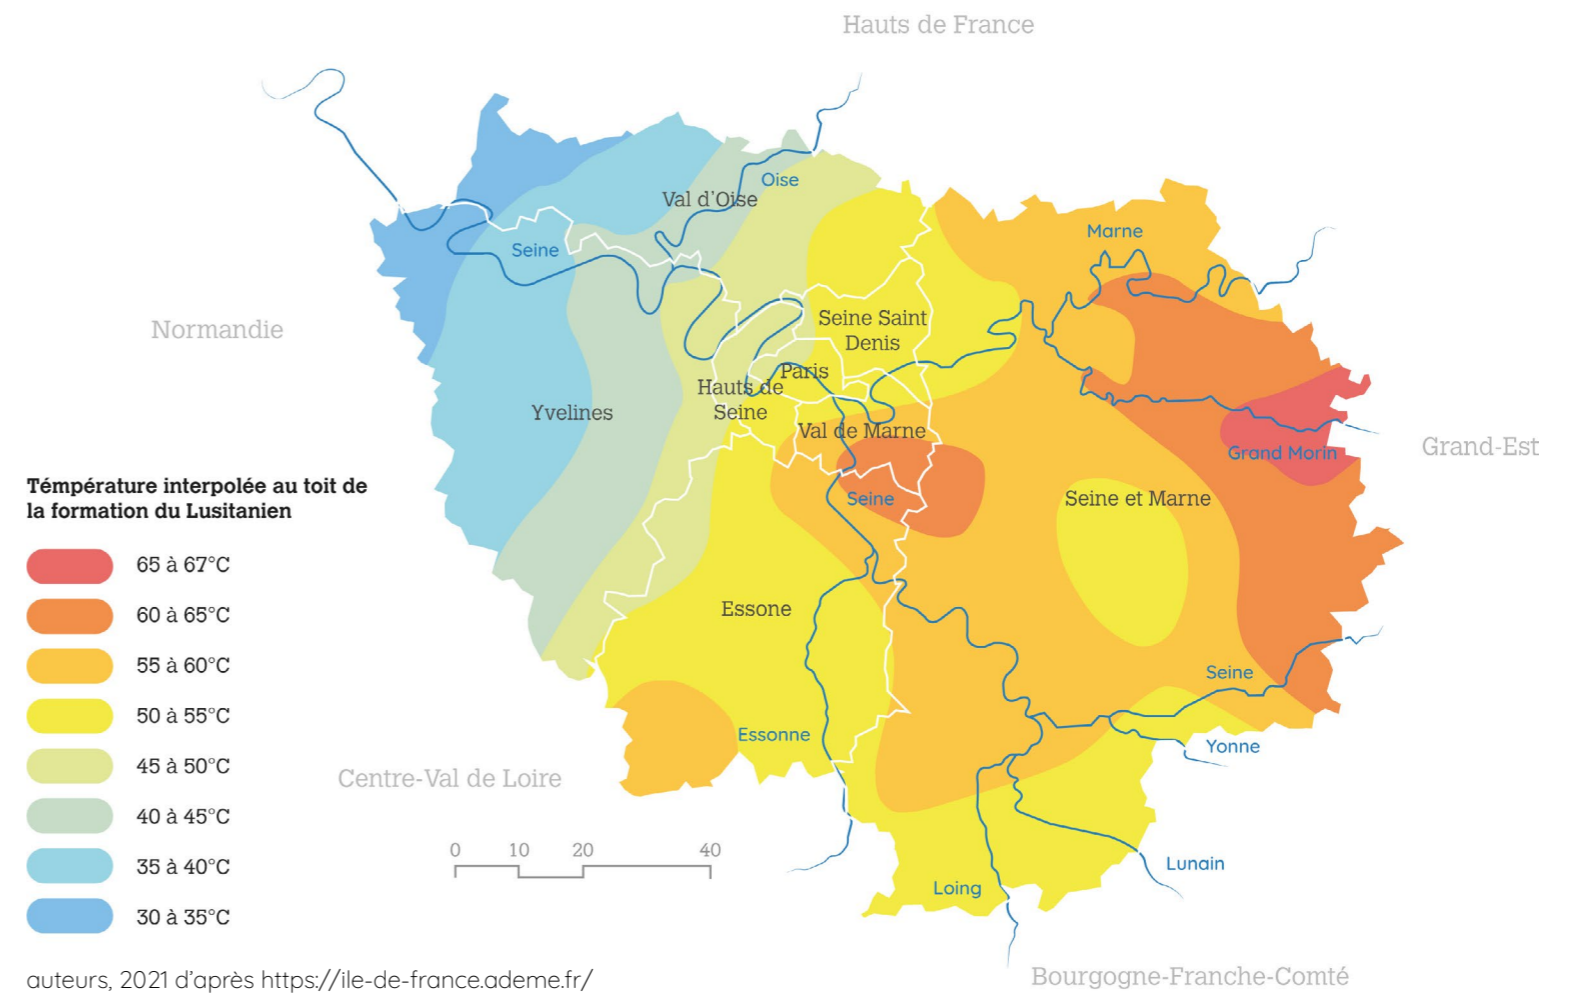 Hauts de France
Oise
Val d'Oise
Marne
Seine
Normandie
Seine Saint
Denis
Paris
Hauts de
Seine
Yvelines
Val de Marne
Grand-Est
Grand Morin
Témpérature interpolée au toit de
la formation du Lusitanien
Seine
Seine et Marne
65 à 67°C
60 à 65°C
55 à 60°C
50 à 55°C
45 à 50°C
40 à 45°C
35 à 40°C
30 à 35°C
Essone
Seine
Essonne
Yonne
Centre-Val de Loire
0 10 20 40
Lunain
Loing
auteurs, 2021 d'après https://ile-de-france.ademe.fr/
Bourgogne-Franche-Comté